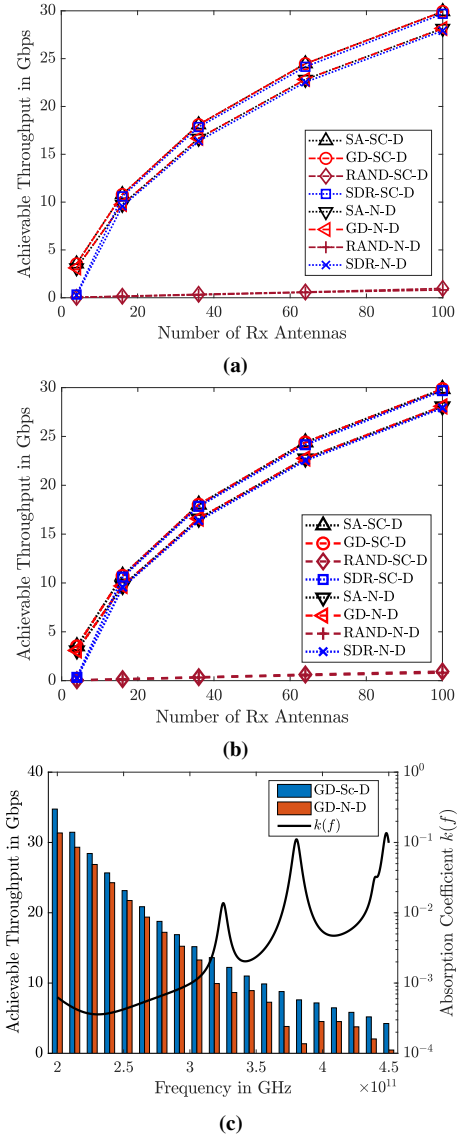 30
25
20
15
10
5
0
0 20 40 60 80 100
Achievable Throughput in Gbps
Number of Rx Antennas
SA-SC-D
GD-SC-D
RAND-SC-D
SDR-SC-D
SA-N-D
GD-N-D
RAND-N-D
SDR-N-D
(a)
30
25
20
15
10
5
0
0 20 40 60 80 100
Achievable Throughput in Gbps
Number of Rx Antennas
SA-SC-D
GD-SC-D
RAND-SC-D
SDR-SC-D
SA-N-D
GD-N-D
RAND-N-D
SDR-N-D
(b)
40
30
20
10
0
Achievable Throughput in Gbps
GD-Sc-D
GD-N-D
k(f)
10⁰
10⁻¹
10⁻²
10⁻³
10⁻⁴
Absorption Coefficient k(f)
2 2.5 3 3.5 4 4.5
Frequency in GHz
×10¹¹
(c)